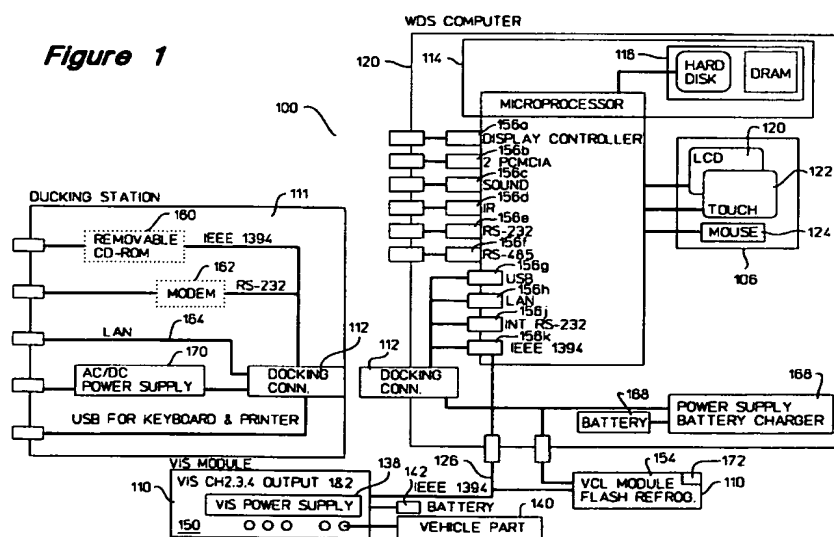 Figure 1
WDS COMPUTER
120
114
116
HARD DISK
DRAM
MICROPROCESSOR
100
156a
DISPLAY CONTROLLER
156b
2 PCMCIA
156c
SOUND
156d
IR
156e
RS-232
156f
RS-485
156g
USB
156h
LAN
156j
INT RS-232
156k
IEEE 1394
120
LCD
122
TOUCH
MOUSE
124
106
DUCKING STATION
111
160
REMOVABLE CD-ROM
IEEE 1394
162
MODEM
RS-232
LAN
164
112
170
AC/DC POWER SUPPLY
DOCKING CONN.
USB FOR KEYBOARD & PRINTER
112
DOCKING CONN.
168
BATTERY
168
POWER SUPPLY
BATTERY CHARGER
VIS MODULE
110
VIS CH2.3.4 OUTPUT 1&2
138
VIS POWER SUPPLY
150
142
126
IEEE 1394
BATTERY
140
VEHICLE PART
154
172
VCL MODULE
FLASH REFROG.
110